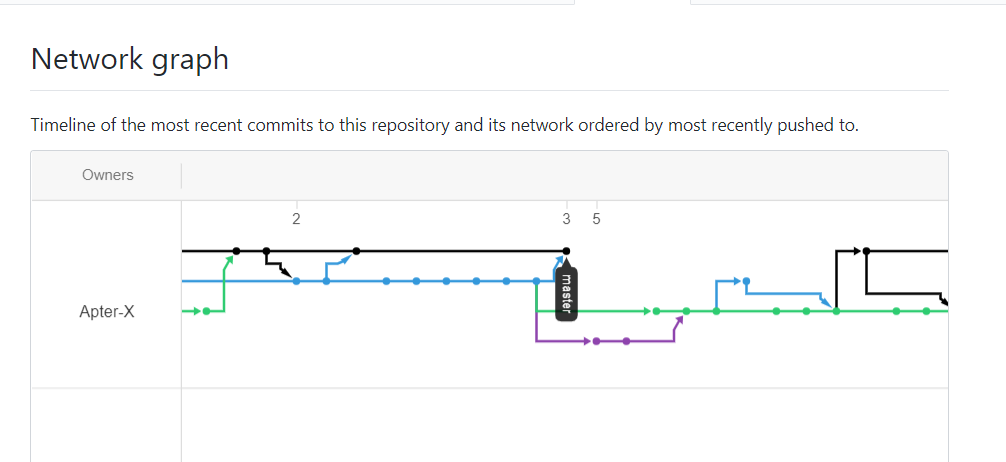 Network graph
Timeline of the most recent commits to this repository and its network ordered by most recently pushed to.
Owners
2 3 5
Apter-X
master